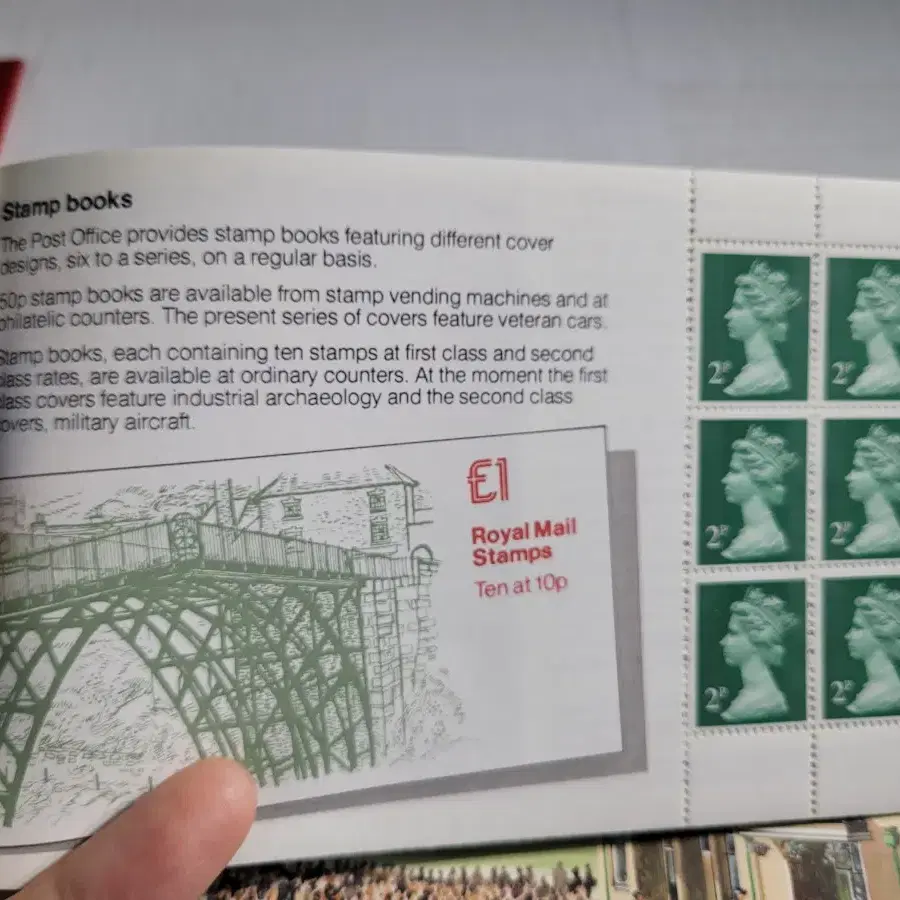 Stamp books
The Post Office provides stamp books featuring different cover
designs, six to a series, on a regular basis.
50p stamp books are available from stamp vending machines and at
philatelic counters. The present series of covers feature veteran cars.
Stamp books, each containing ten stamps at first class and second
class rates, are available at ordinary counters. At the moment the first
class covers feature industrial archaeology and the second class
covers, military aircraft.
£1
Royal Mail
Stamps
Ten at 10p
2P
2P
2P
2P
2P
2P